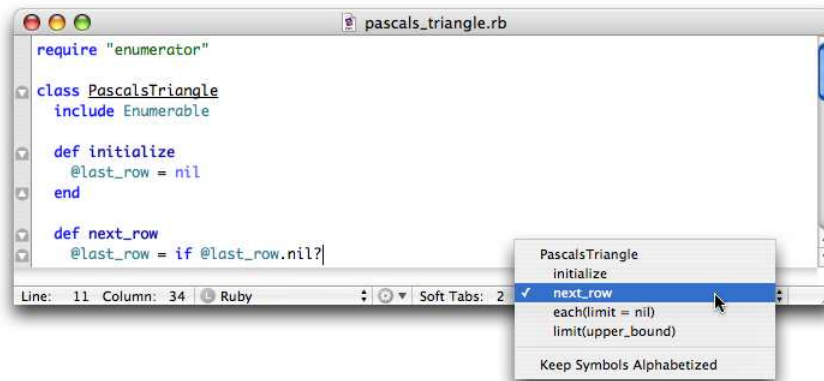 pascals_triangle.rb
require "enumerator"
class PascalsTriangle
include Enumerable
def initialize
@last_row = nil
end
def next_row
@last_row = if @last_row.nil?
Line: 11 Column: 34 L Ruby Soft Tabs: 2
PascalsTriangle
initialize
✓ next_row
each(limit = nil)
limit(upper_bound)
Keep Symbols Alphabetized